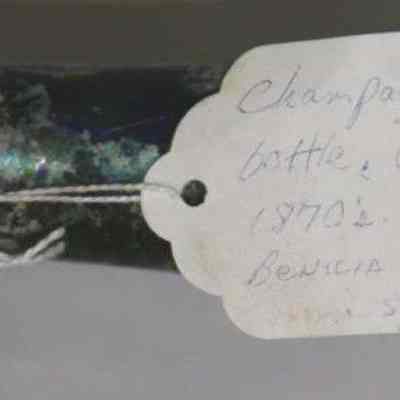 Champa
bottle,
1870's.
BENICIA